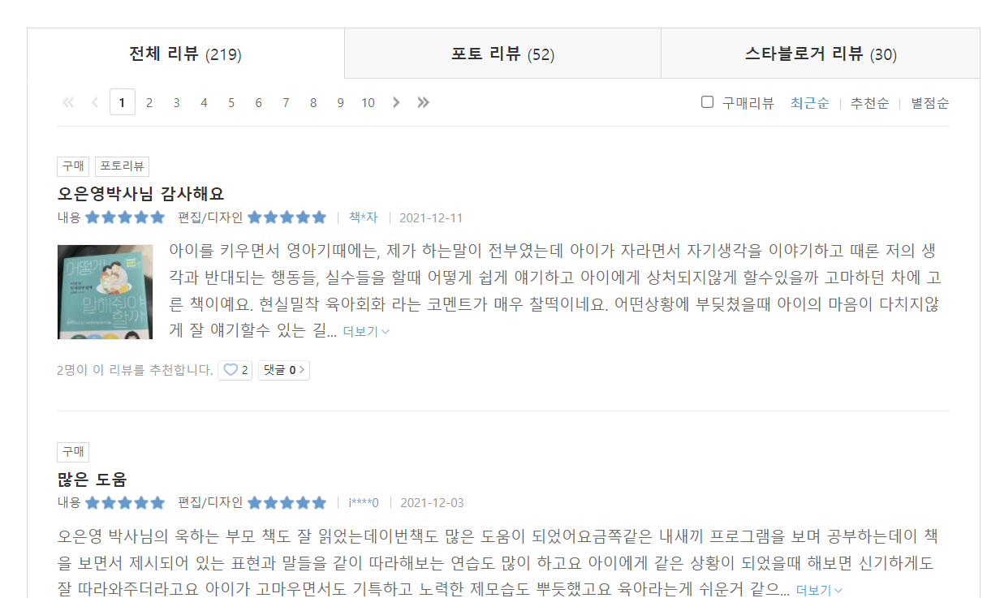 전체 리뷰 (219)
포토 리뷰 (52)
스타블로거 리뷰 (30)
1 2 3 4 5 6 7 8 9 10
구매리뷰 최근순 추천순 별점순
구매 포토리뷰
오은영박사님 감사해요
내용 편집/디자인 책*자 2021-12-11
어떻게
말해줘야
할까
아이를 키우면서 영아기때에는, 제가 하는말이 전부였는데 아이가 자라면서 자기생각을 이야기하고 때론 저의 생
각과 반대되는 행동들, 실수들을 할때 어떻게 쉽게 얘기하고 아이에게 상처되지않게 할수있을까 고마하던 차에 고
른 책이예요. 현실밀착 육아회화 라는 코멘트가 매우 찰떡이네요. 어떤상황에 부딪쳤을때 아이의 마음이 다치지않
게 잘 얘기할수 있는 길... 더보기
2명이 이 리뷰를 추천합니다. 2 댓글 0
구매
많은 도움
내용 편집/디자인 i****0 2021-12-03
오은영 박사님의 욱하는 부모 책도 잘 읽었는데이번책도 많은 도움이 되었어요금쪽같은 내새끼 프로그램을 보며 공부하는데이 책
을 보면서 제시되어 있는 표현과 말들을 같이 따라해보는 연습도 많이 하고요 아이에게 같은 상황이 되었을때 해보면 신기하게도
잘 따라와주더라고요 아이가 고마우면서도 기특하고 노력한 제모습도 뿌듯했고요 육아라는게 쉬운거 같으... 더보기